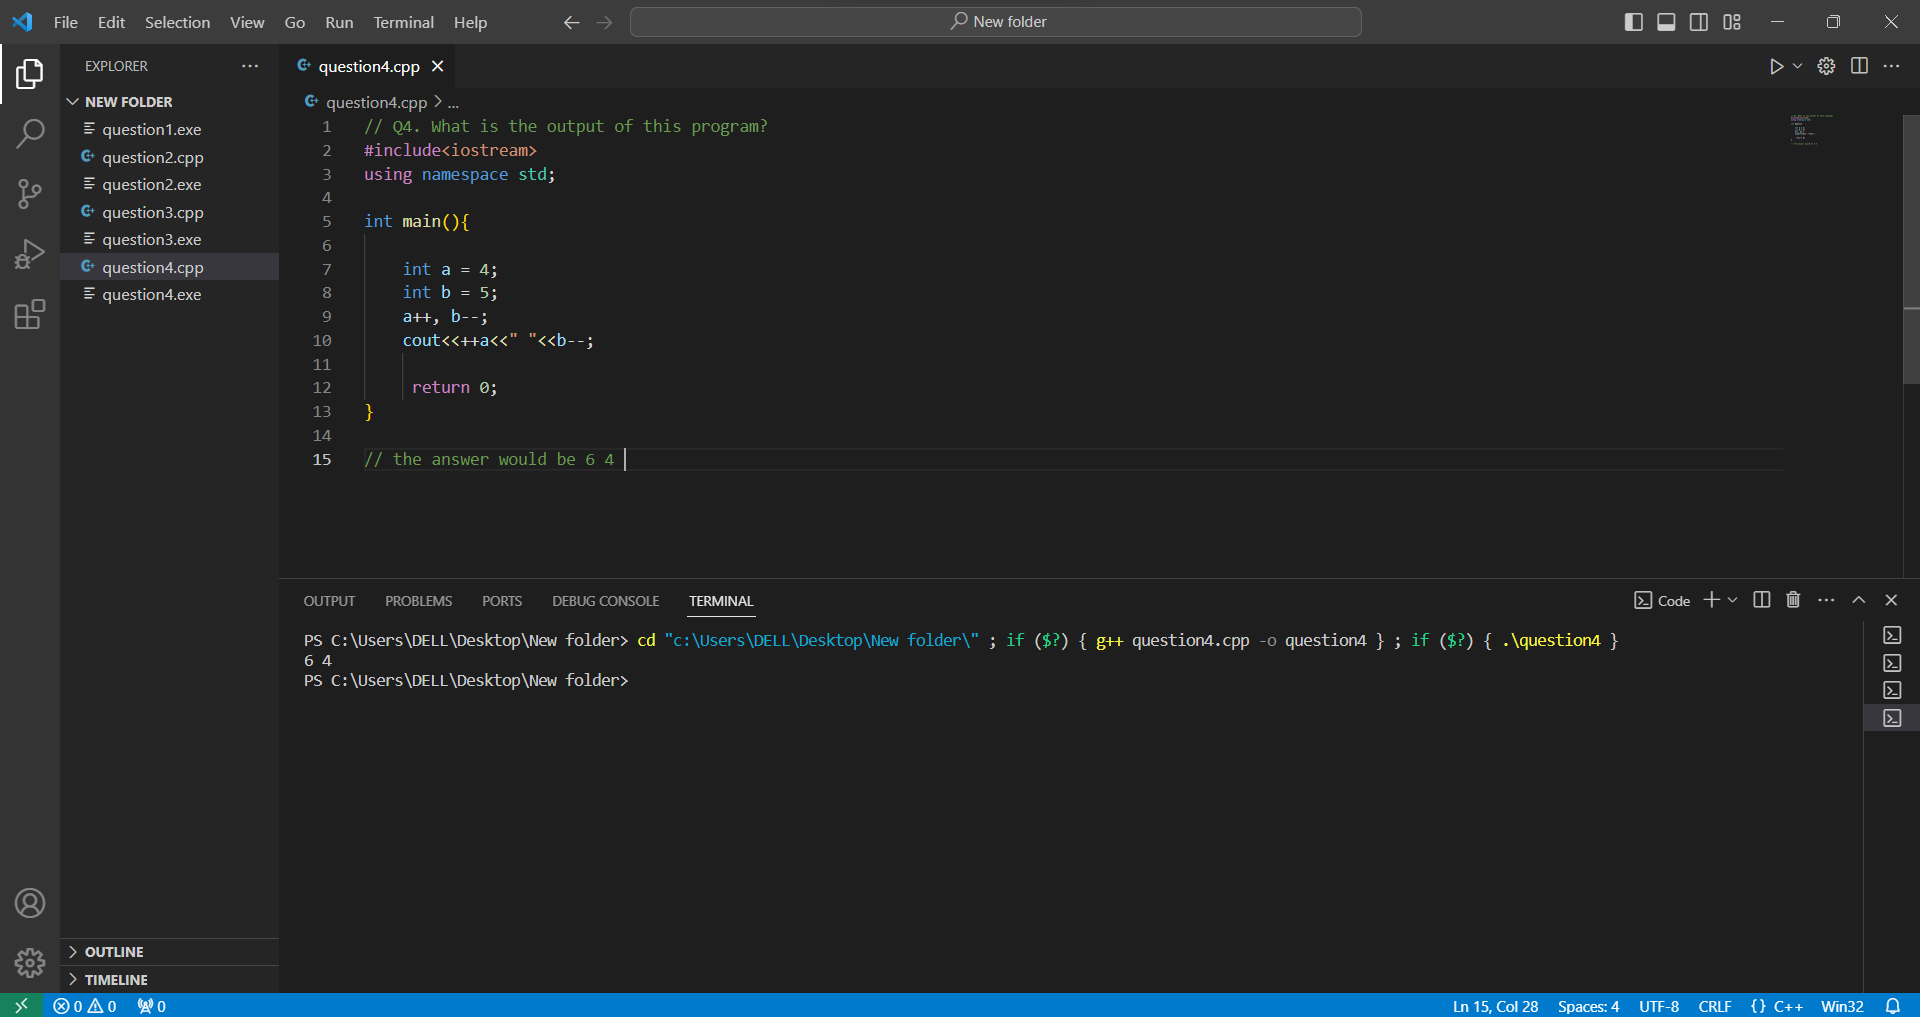 File Edit Selection View Go Run Terminal Help
New folder
EXPLORER
NEW FOLDER
question1.exe
question2.cpp
question2.exe
question3.cpp
question3.exe
question4.cpp
question4.exe
OUTLINE
TIMELINE
question4.cpp
question4.cpp > ...
1 // Q4. What is the output of this program?
2 #include<iostream>
3 using namespace std;
4
5 int main(){
6
7 int a = 4;
8 int b = 5;
9 a++, b--;
10 cout<<++a<<" "<<b--;
11
12 return 0;
13 }
14
15 // the answer would be 6 4
OUTPUT PROBLEMS PORTS DEBUG CONSOLE TERMINAL
Code
PS C:\Users\DELL\Desktop\New folder> cd "c:\Users\DELL\Desktop\New folder\" ; if ($?) { g++ question4.cpp -o question4 } ; if ($?) { .\question4 }
6 4
PS C:\Users\DELL\Desktop\New folder>
0 0 0
Ln 15, Col 28 Spaces: 4 UTF-8 CRLF {} C++ Win32